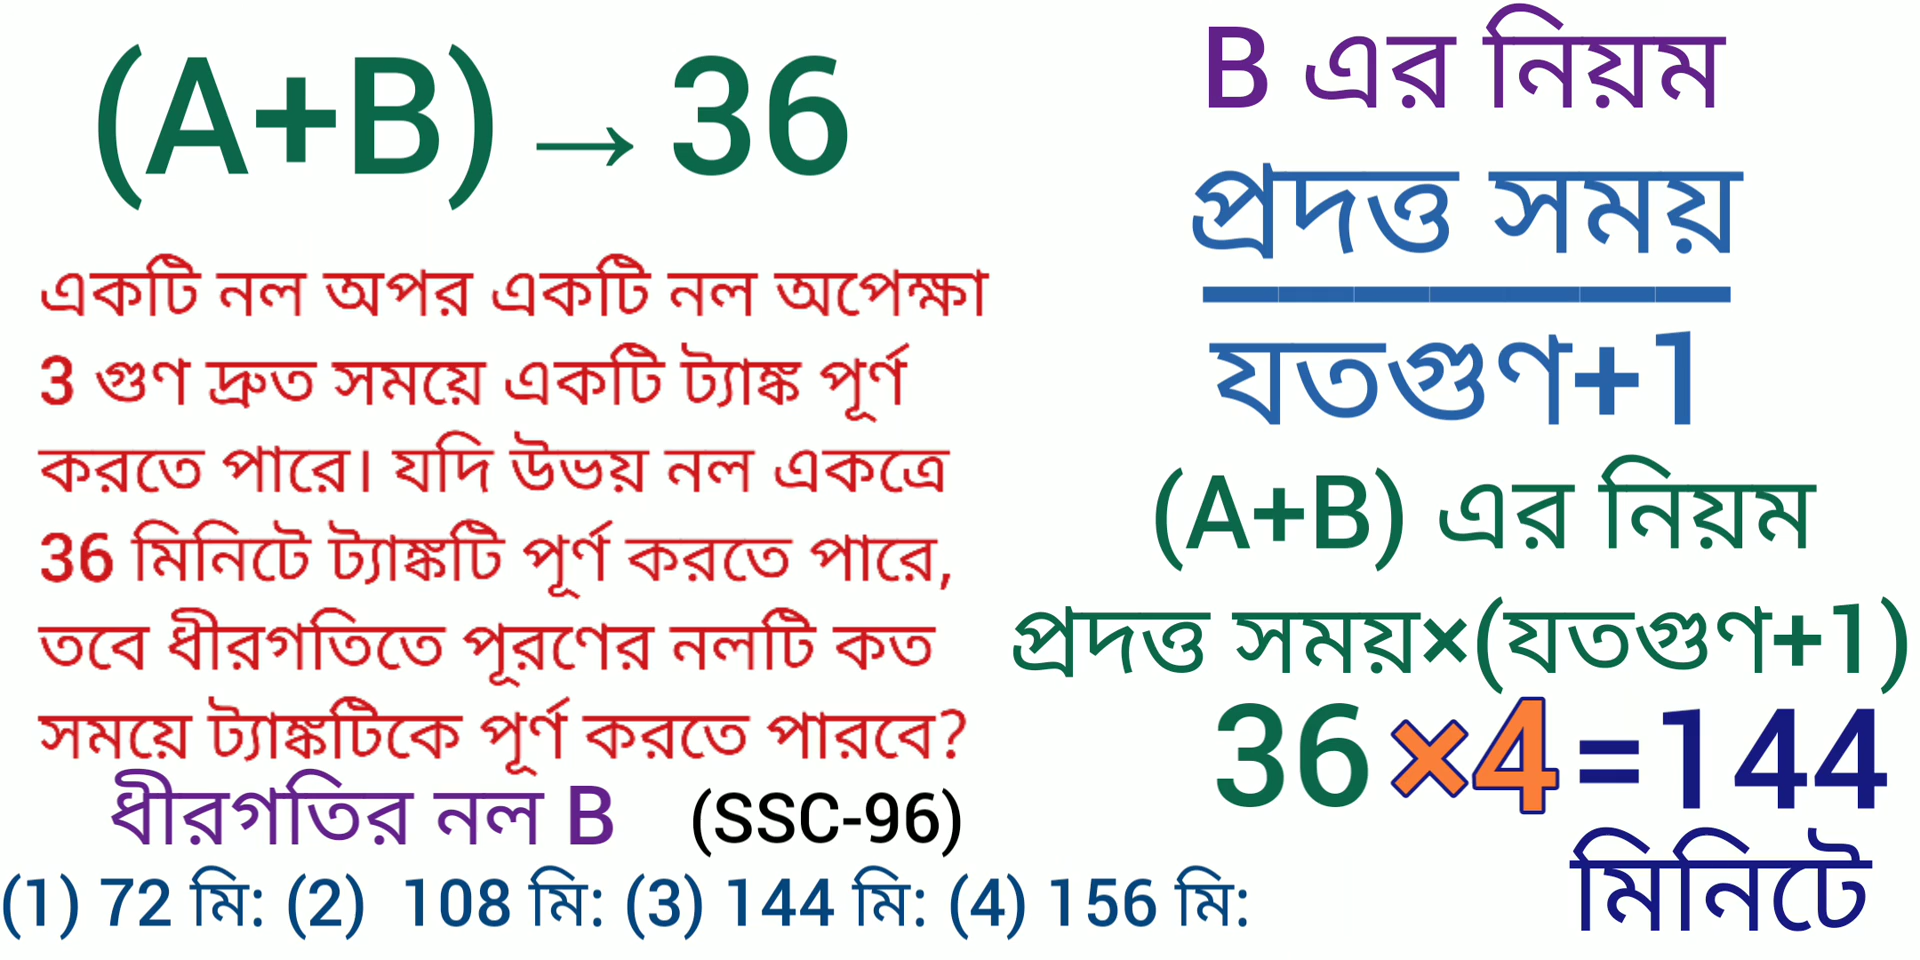 (A+B) → 36
একটি নল অপর একটি নল অপেক্ষা
3 গুণ দ্রুত সময়ে একটি ট্যাঙ্ক পূর্ণ
করতে পারে। যদি উভয় নল একত্রে
36 মিনিটে ট্যাঙ্কটি পূর্ণ করতে পারে,
তবে ধীরগতিতে পূরণের নলটি কত
সময়ে ট্যাঙ্কটিকে পূর্ণ করতে পারবে?
ধীরগতির নল B (SSC-96)
(1) 72 মি: (2) 108 মি: (3) 144 মি: (4) 156 মি:
B এর নিয়ম
প্রদত্ত সময়
যতগুণ+1
(A+B) এর নিয়ম
প্রদত্ত সময়×(যতগুণ+1)
36×4=144
মিনিটে